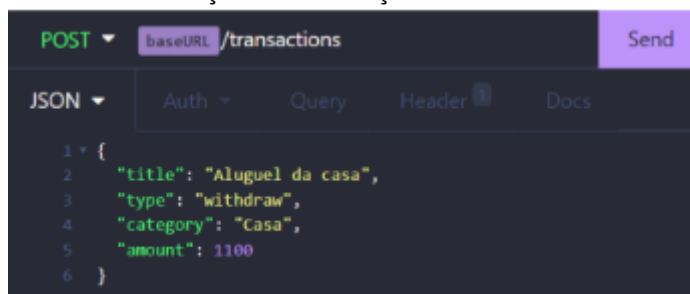 POST baseURL /transactions Send
JSON Auth Query Header 1 Docs
1 {
2 "title": "Aluguel da casa",
3 "type": "withdraw",
4 "category": "Casa",
5 "amount": 1100
6 }